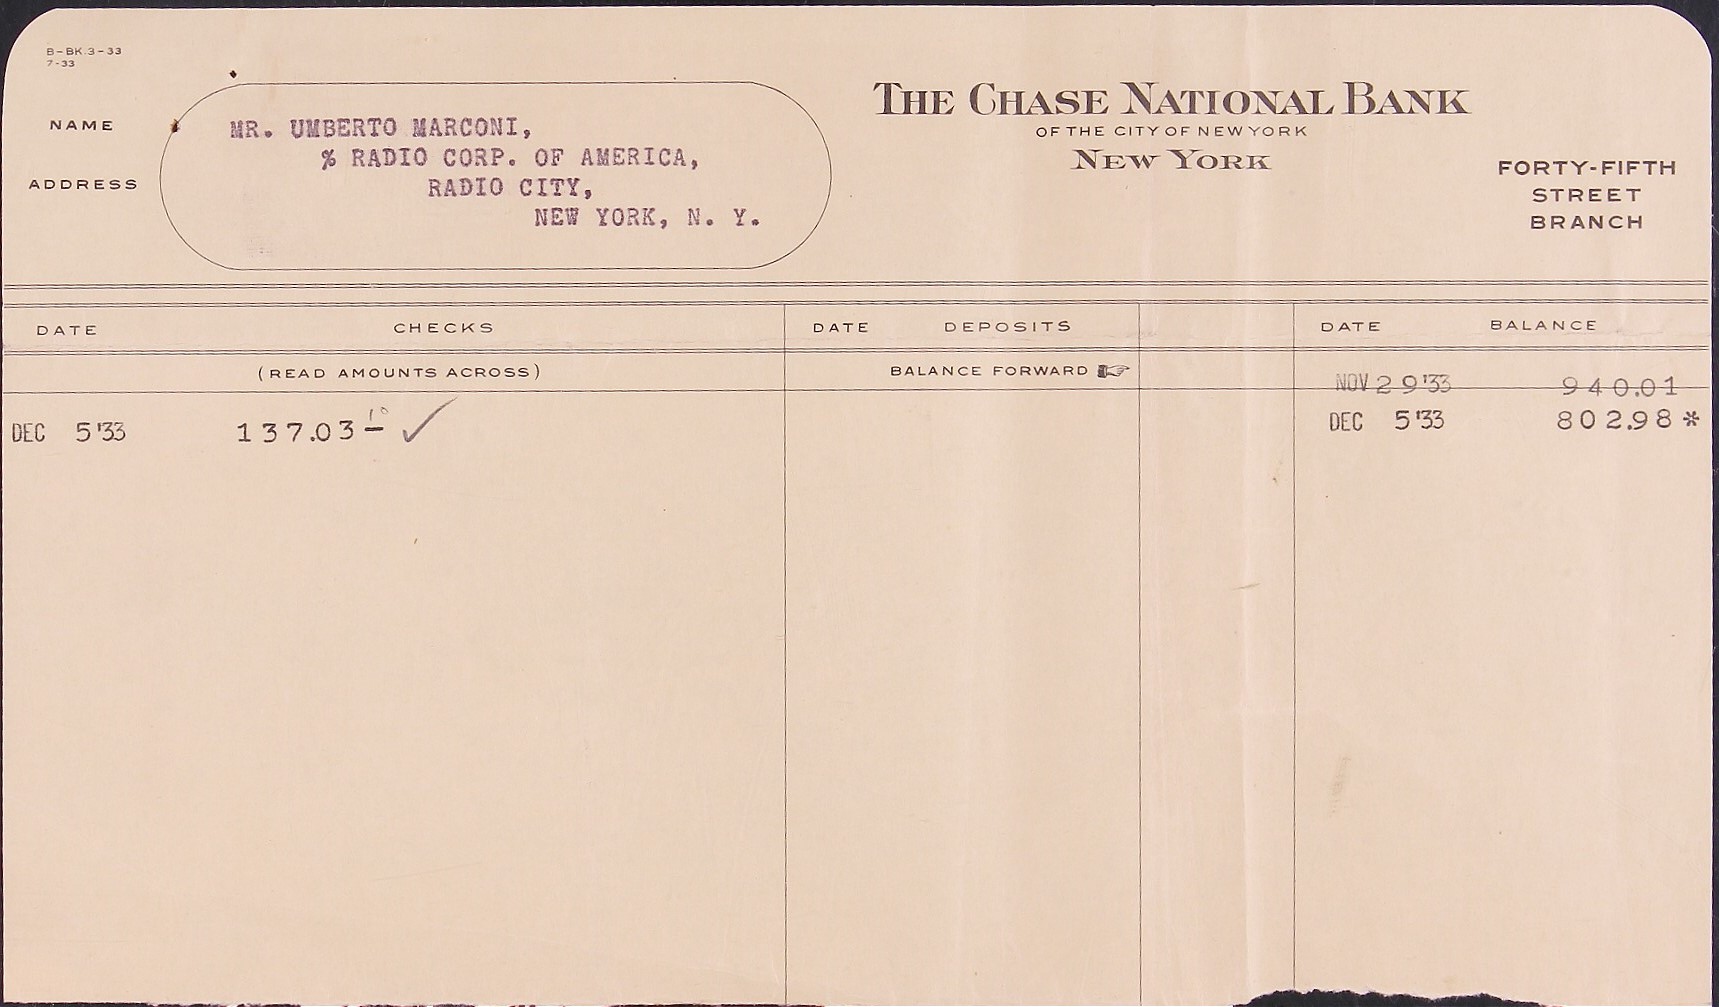 B-BK.3-33
7-33
NAME
ADDRESS
MR. UMBERTO MARCONI,
% RADIO CORP. OF AMERICA,
RADIO CITY,
NEW YORK, N. Y.
THE CHASE NATIONAL BANK
OF THE CITY OF NEW YORK
NEW YORK
FORTY-FIFTH
STREET
BRANCH
DATE CHECKS DATE DEPOSITS DATE BALANCE
(READ AMOUNTS ACROSS) BALANCE FORWARD
NOV 29'33 940.01
DEC 5'33 137.03 – 10 ✓ DEC 5'33 802.98 *